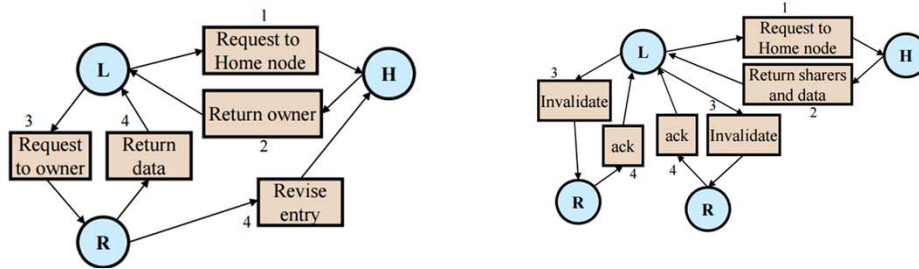 1
Request to
Home node
L
H
Return owner
2
3
4
Request
to owner
Return
data
Revise
entry
4
R
1
Request to
Home node
L
H
Return sharers
and data
2
3
Invalidate
3
ack
ack
Invalidate
4
4
R
R